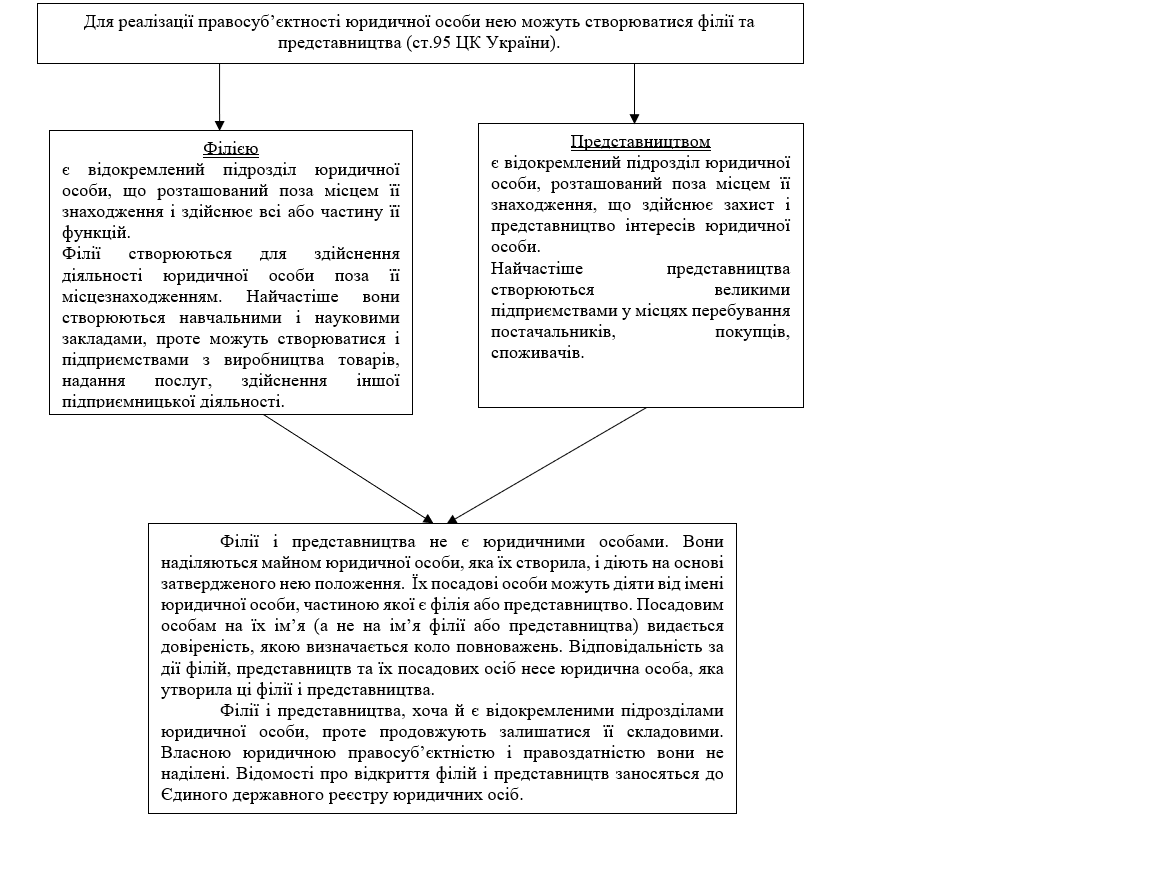 Для реалізації правосуб’єктності юридичної особи нею можуть створюватися філії та
представництва (ст.95 ЦК України).
Філією
є відокремлений підрозділ юридичної
особи, що розташований поза місцем її
знаходження і здійснює всі або частину її
функцій.
Філії створюються для здійснення
діяльності юридичної особи поза її
місцезнаходженням. Найчастіше вони
створюються навчальними і науковими
закладами, проте можуть створюватися і
підприємствами з виробництва товарів,
надання послуг, здійснення іншої
підприємницької діяльності.
Представництвом
є відокремлений підрозділ юридичної
особи, розташований поза місцем її
знаходження, що здійснює захист і
представництво інтересів юридичної
особи.
Найчастіше представництва
створюються великими
підприємствами у місцях перебування
постачальників, покупців,
споживачів.
Філії і представництва не є юридичними особами. Вони
наділяються майном юридичної особи, яка їх створила, і діють на основі
затвердженого нею положення. Їх посадові особи можуть діяти від імені
юридичної особи, частиною якої є філія або представництво. Посадовим
особам на їх ім’я (а не на ім’я філії або представництва) видається
довіреність, якою визначається коло повноважень. Відповідальність за
дії філій, представництв та їх посадових осіб несе юридична особа, яка
утворила ці філії і представництва.
Філії і представництва, хоча й є відокремленими підрозділами
юридичної особи, проте продовжують залишатися її складовими.
Власною юридичною правосуб’єктністю і правоздатністю вони не
наділені. Відомості про відкриття філій і представництв заносяться до
Єдиного державного реєстру юридичних осіб.